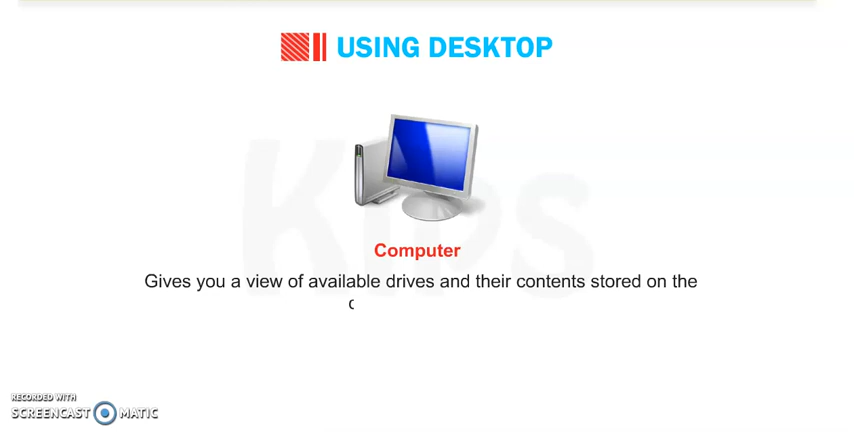 USING DESKTOP
Kips
Computer
Gives you a view of available drives and their contents stored on the
RECORDED WITH
SCREENCAST MATIC